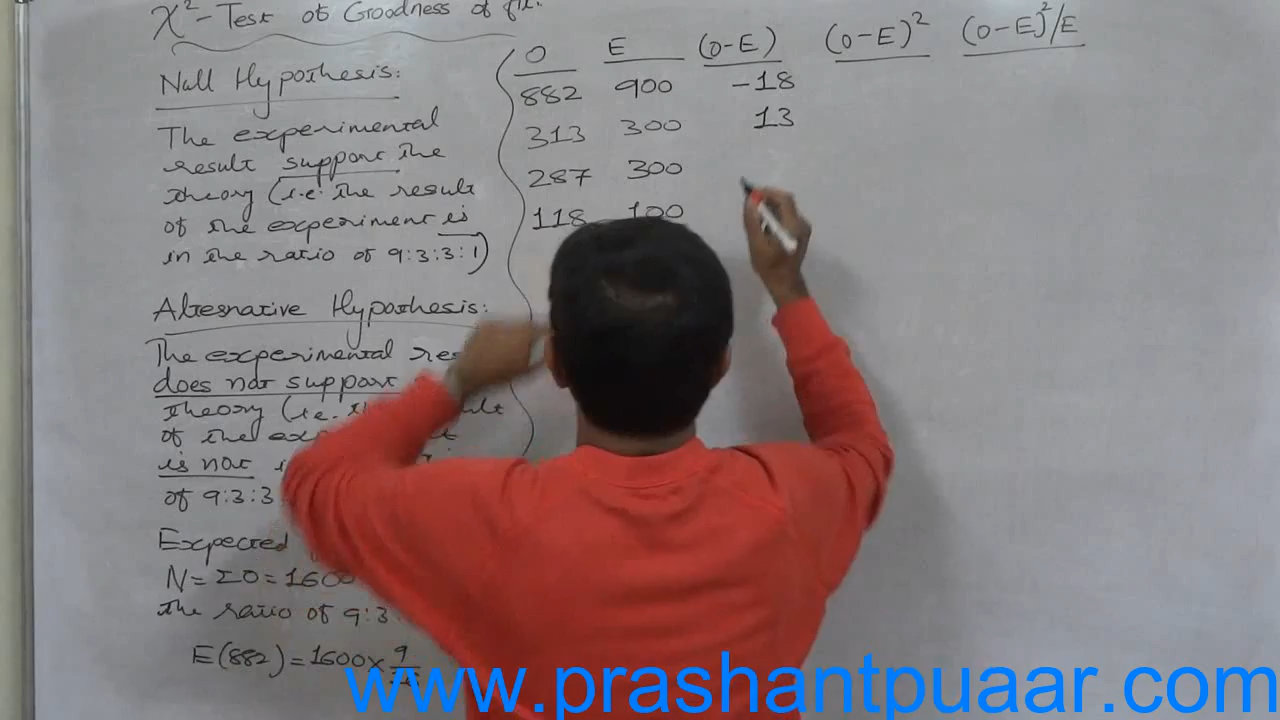 χ²-Test of Goodness of fit.
Null Hypothesis:
The experimental
result support the
theory (i.e. the result
of the experiment is
in the ratio of 9:3:3:1)
Alternative Hypothesis:
The experimental
does not support
theory (i.e.
of the
is not
of 9:3:3
Expected
N = ΣO = 1600
the ratio of 9:3:
E(882) = 1600 × 9/16
O E (O-E) (O-E)² (O-E)²/E
882 900 -18
313 300 13
287 300
118 100
www.prashantpuaar.com